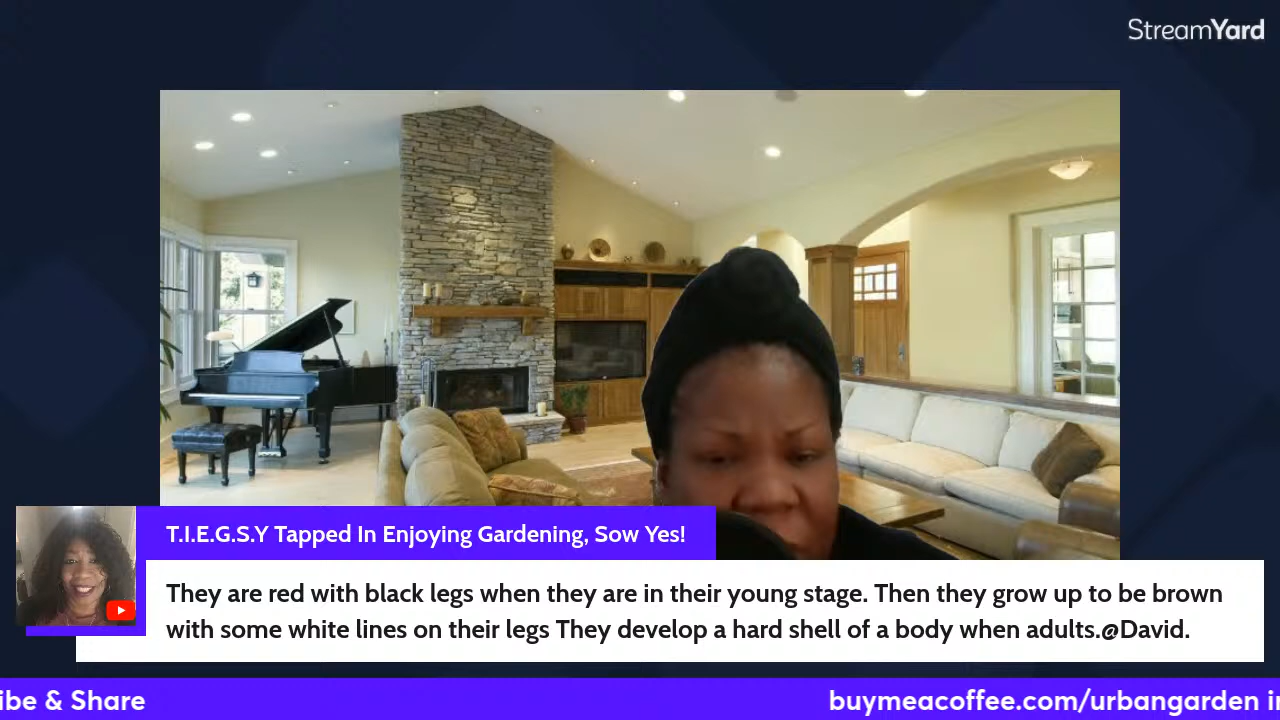 StreamYard
T.I.E.G.S.Y Tapped In Enjoying Gardening, Sow Yes!
They are red with black legs when they are in their young stage. Then they grow up to be brown
with some white lines on their legs They develop a hard shell of a body when adults.@David.
ibe & Share
buymeacoffee.com/urbangarden i